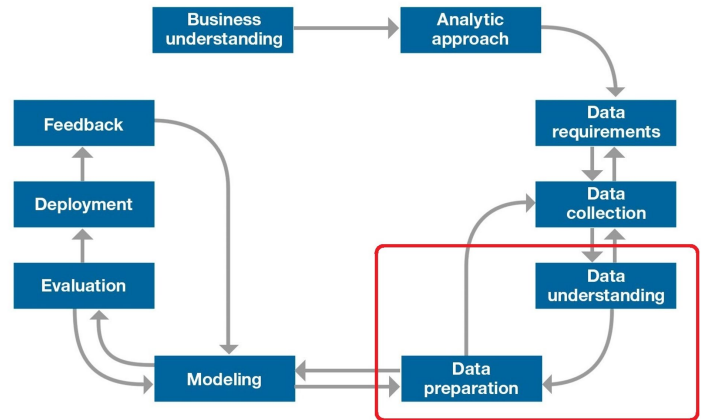 Business
understanding
Analytic
approach
Feedback
Data
requirements
Deployment
Data
collection
Evaluation
Data
understanding
Modeling
Data
preparation